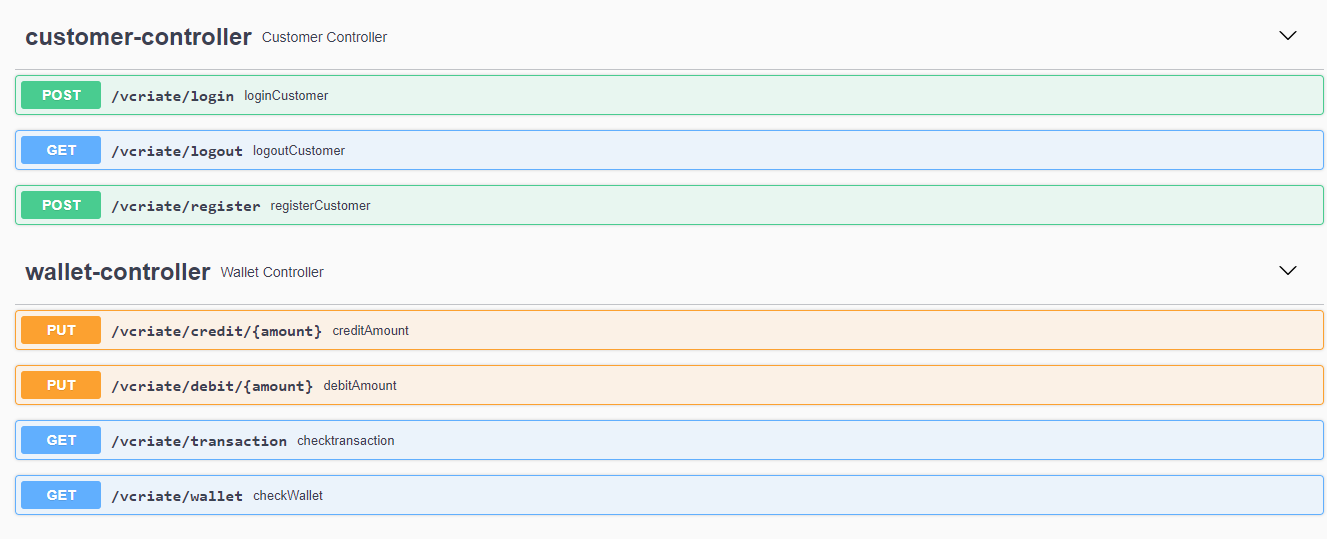 customer-controller Customer Controller
POST /vcriate/login loginCustomer
GET /vcriate/logout logoutCustomer
POST /vcriate/register registerCustomer
wallet-controller Wallet Controller
PUT /vcriate/credit/{amount} creditAmount
PUT /vcriate/debit/{amount} debitAmount
GET /vcriate/transaction checktransaction
GET /vcriate/wallet checkWallet